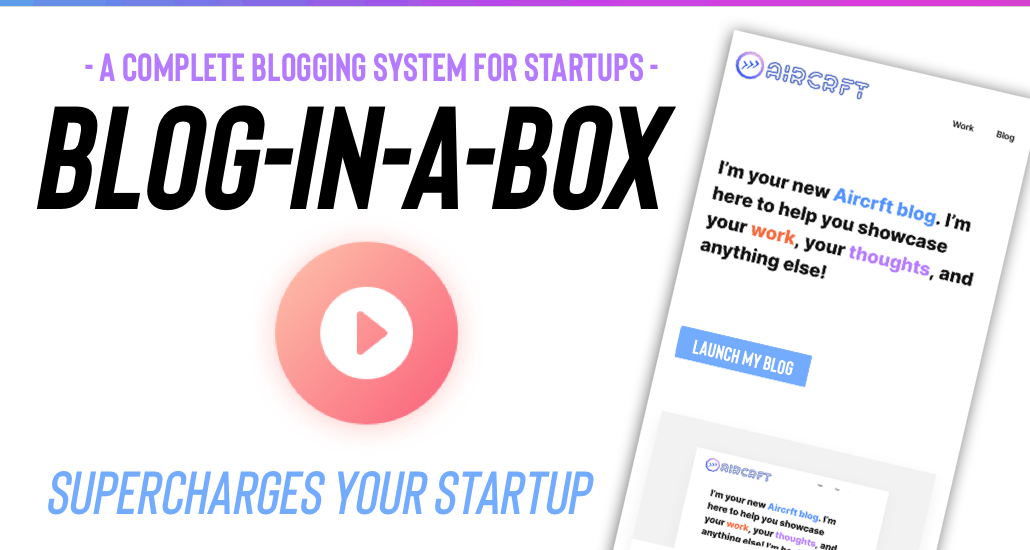 - A COMPLETE BLOGGING SYSTEM FOR STARTUPS -
BLOG-IN-A-BOX
SUPERCHARGES YOUR STARTUP
AIRCRFT
Work Blog
I'm your new Aircrft blog. I'm
here to help you showcase
your work, your thoughts, and
anything else!
LAUNCH MY BLOG
AIRCRFT
I'm your new Aircrft blog. I'm
here to help you showcase
your work, your thoughts, and
anything else! I'm